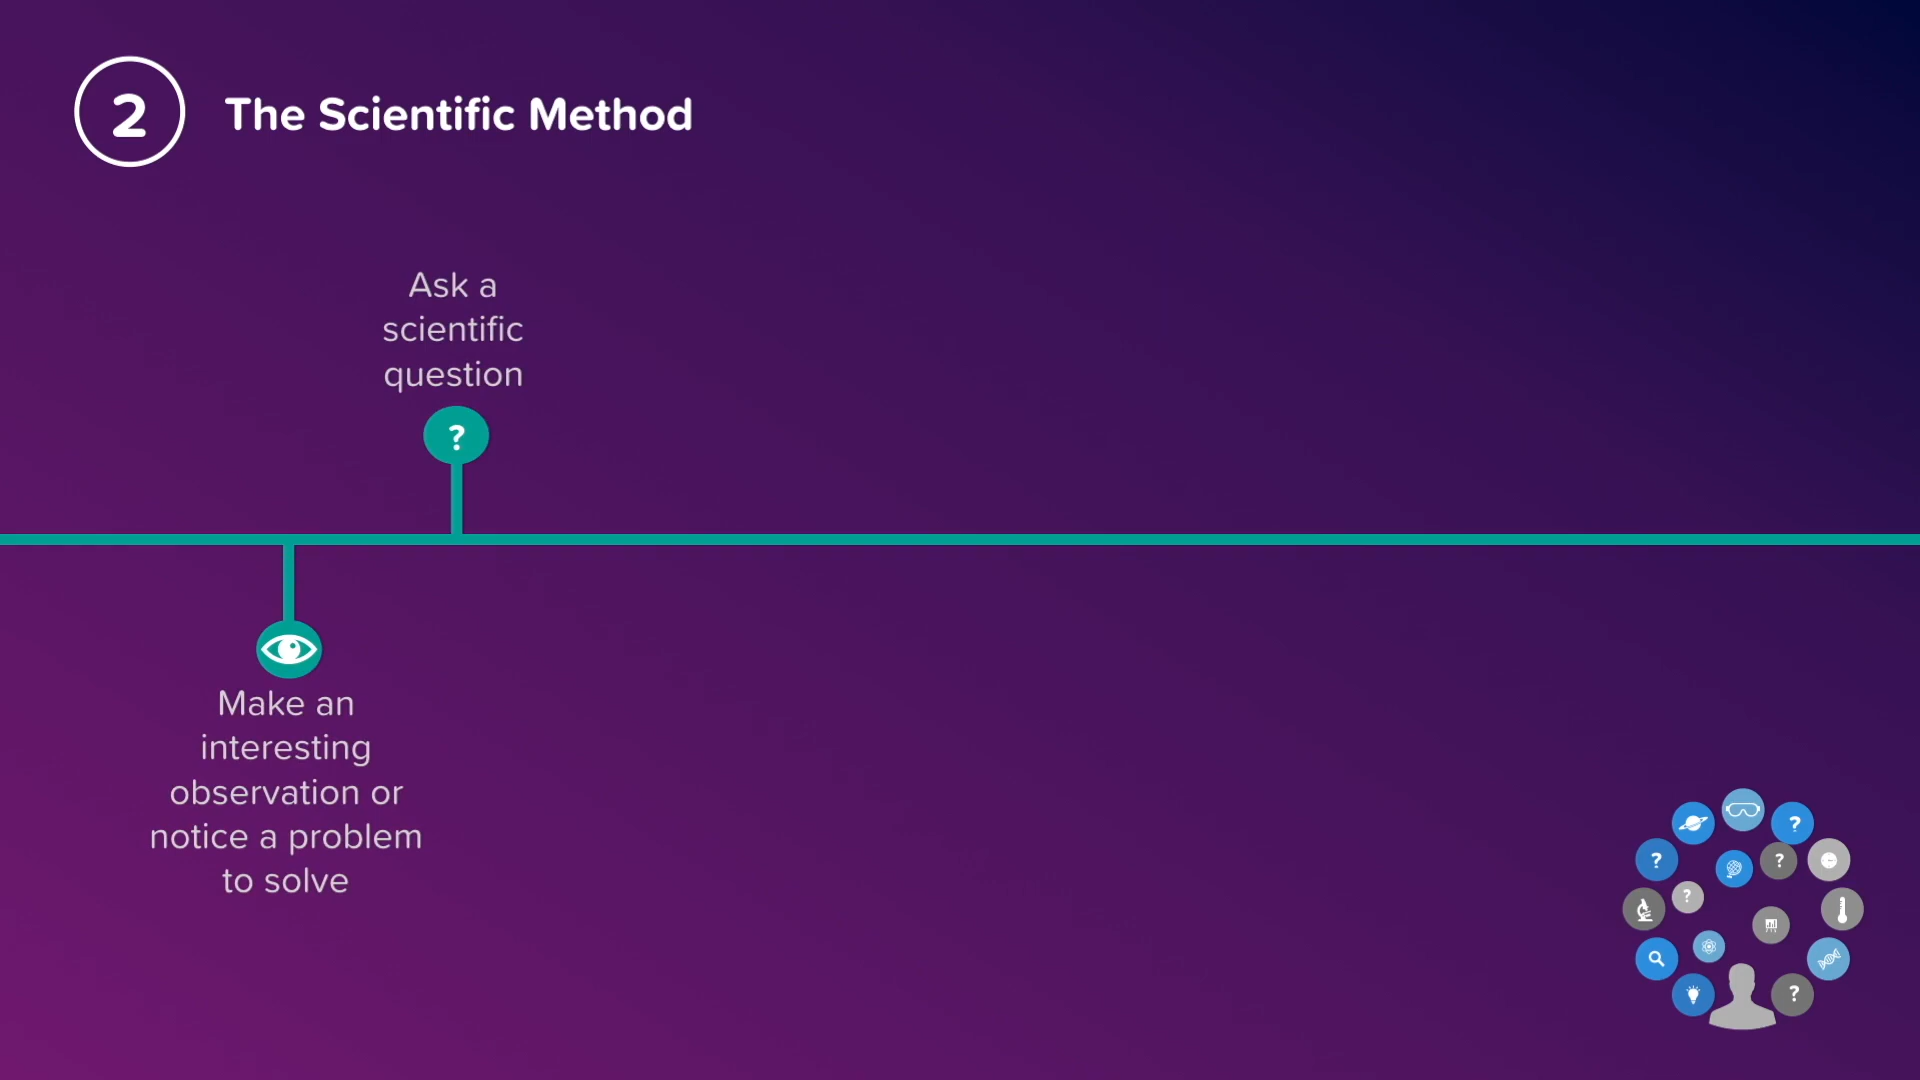 2
The Scientific Method
Ask a
scientific
question
?
Make an
interesting
observation or
notice a problem
to solve
?
?
?
?
?